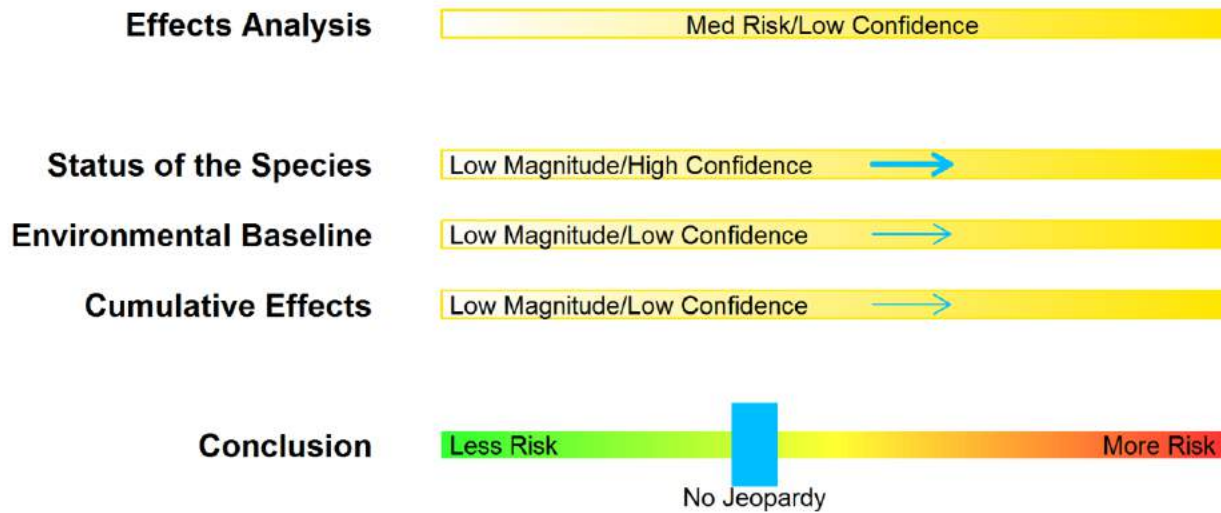 Effects Analysis Med Risk/Low Confidence
Status of the Species Low Magnitude/High Confidence
Environmental Baseline Low Magnitude/Low Confidence
Cumulative Effects Low Magnitude/Low Confidence
Conclusion Less Risk More Risk
No Jeopardy